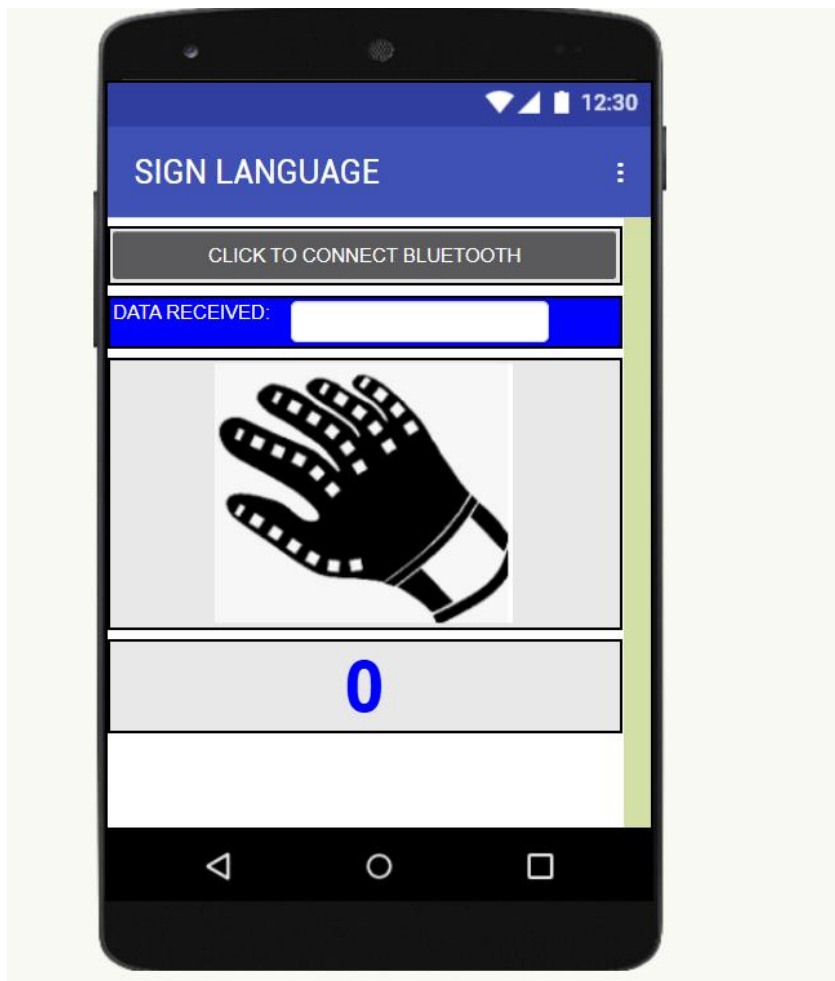 12:30
SIGN LANGUAGE
CLICK TO CONNECT BLUETOOTH
DATA RECEIVED:
0